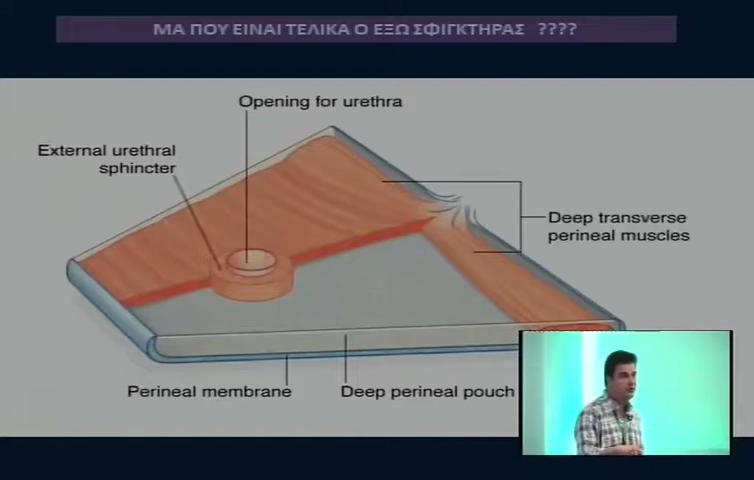 ΜΑ ΠΟΥ ΕΙΝΑΙ ΤΕΛΙΚΑ Ο ΕΞΩ ΣΦΙΓΚΤΗΡΑΣ ????
Opening for urethra
External urethral
sphincter
Deep transverse
perineal muscles
Perineal membrane
Deep perineal pouch